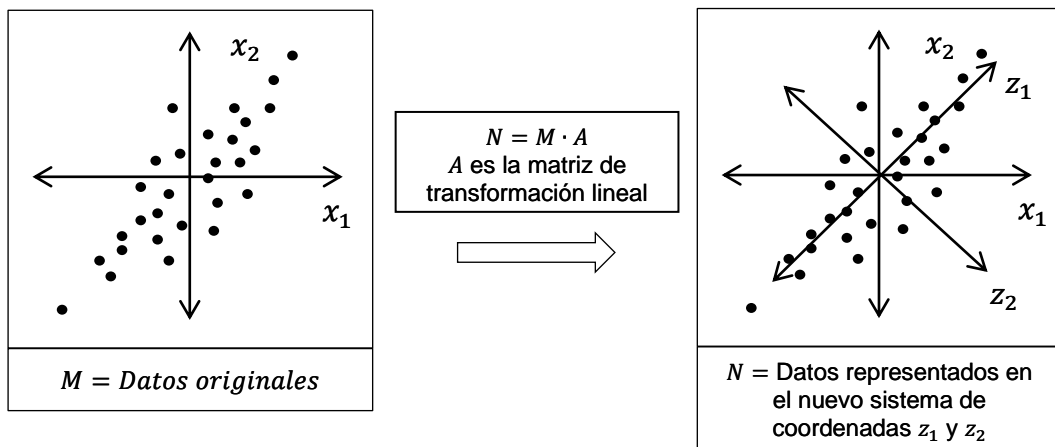 x₂
x₁
M = Datos originales
N = M · A
A es la matriz de
transformación lineal
x₂
z₁
x₁
z₂
N = Datos representados en
el nuevo sistema de
coordenadas z₁ y z₂